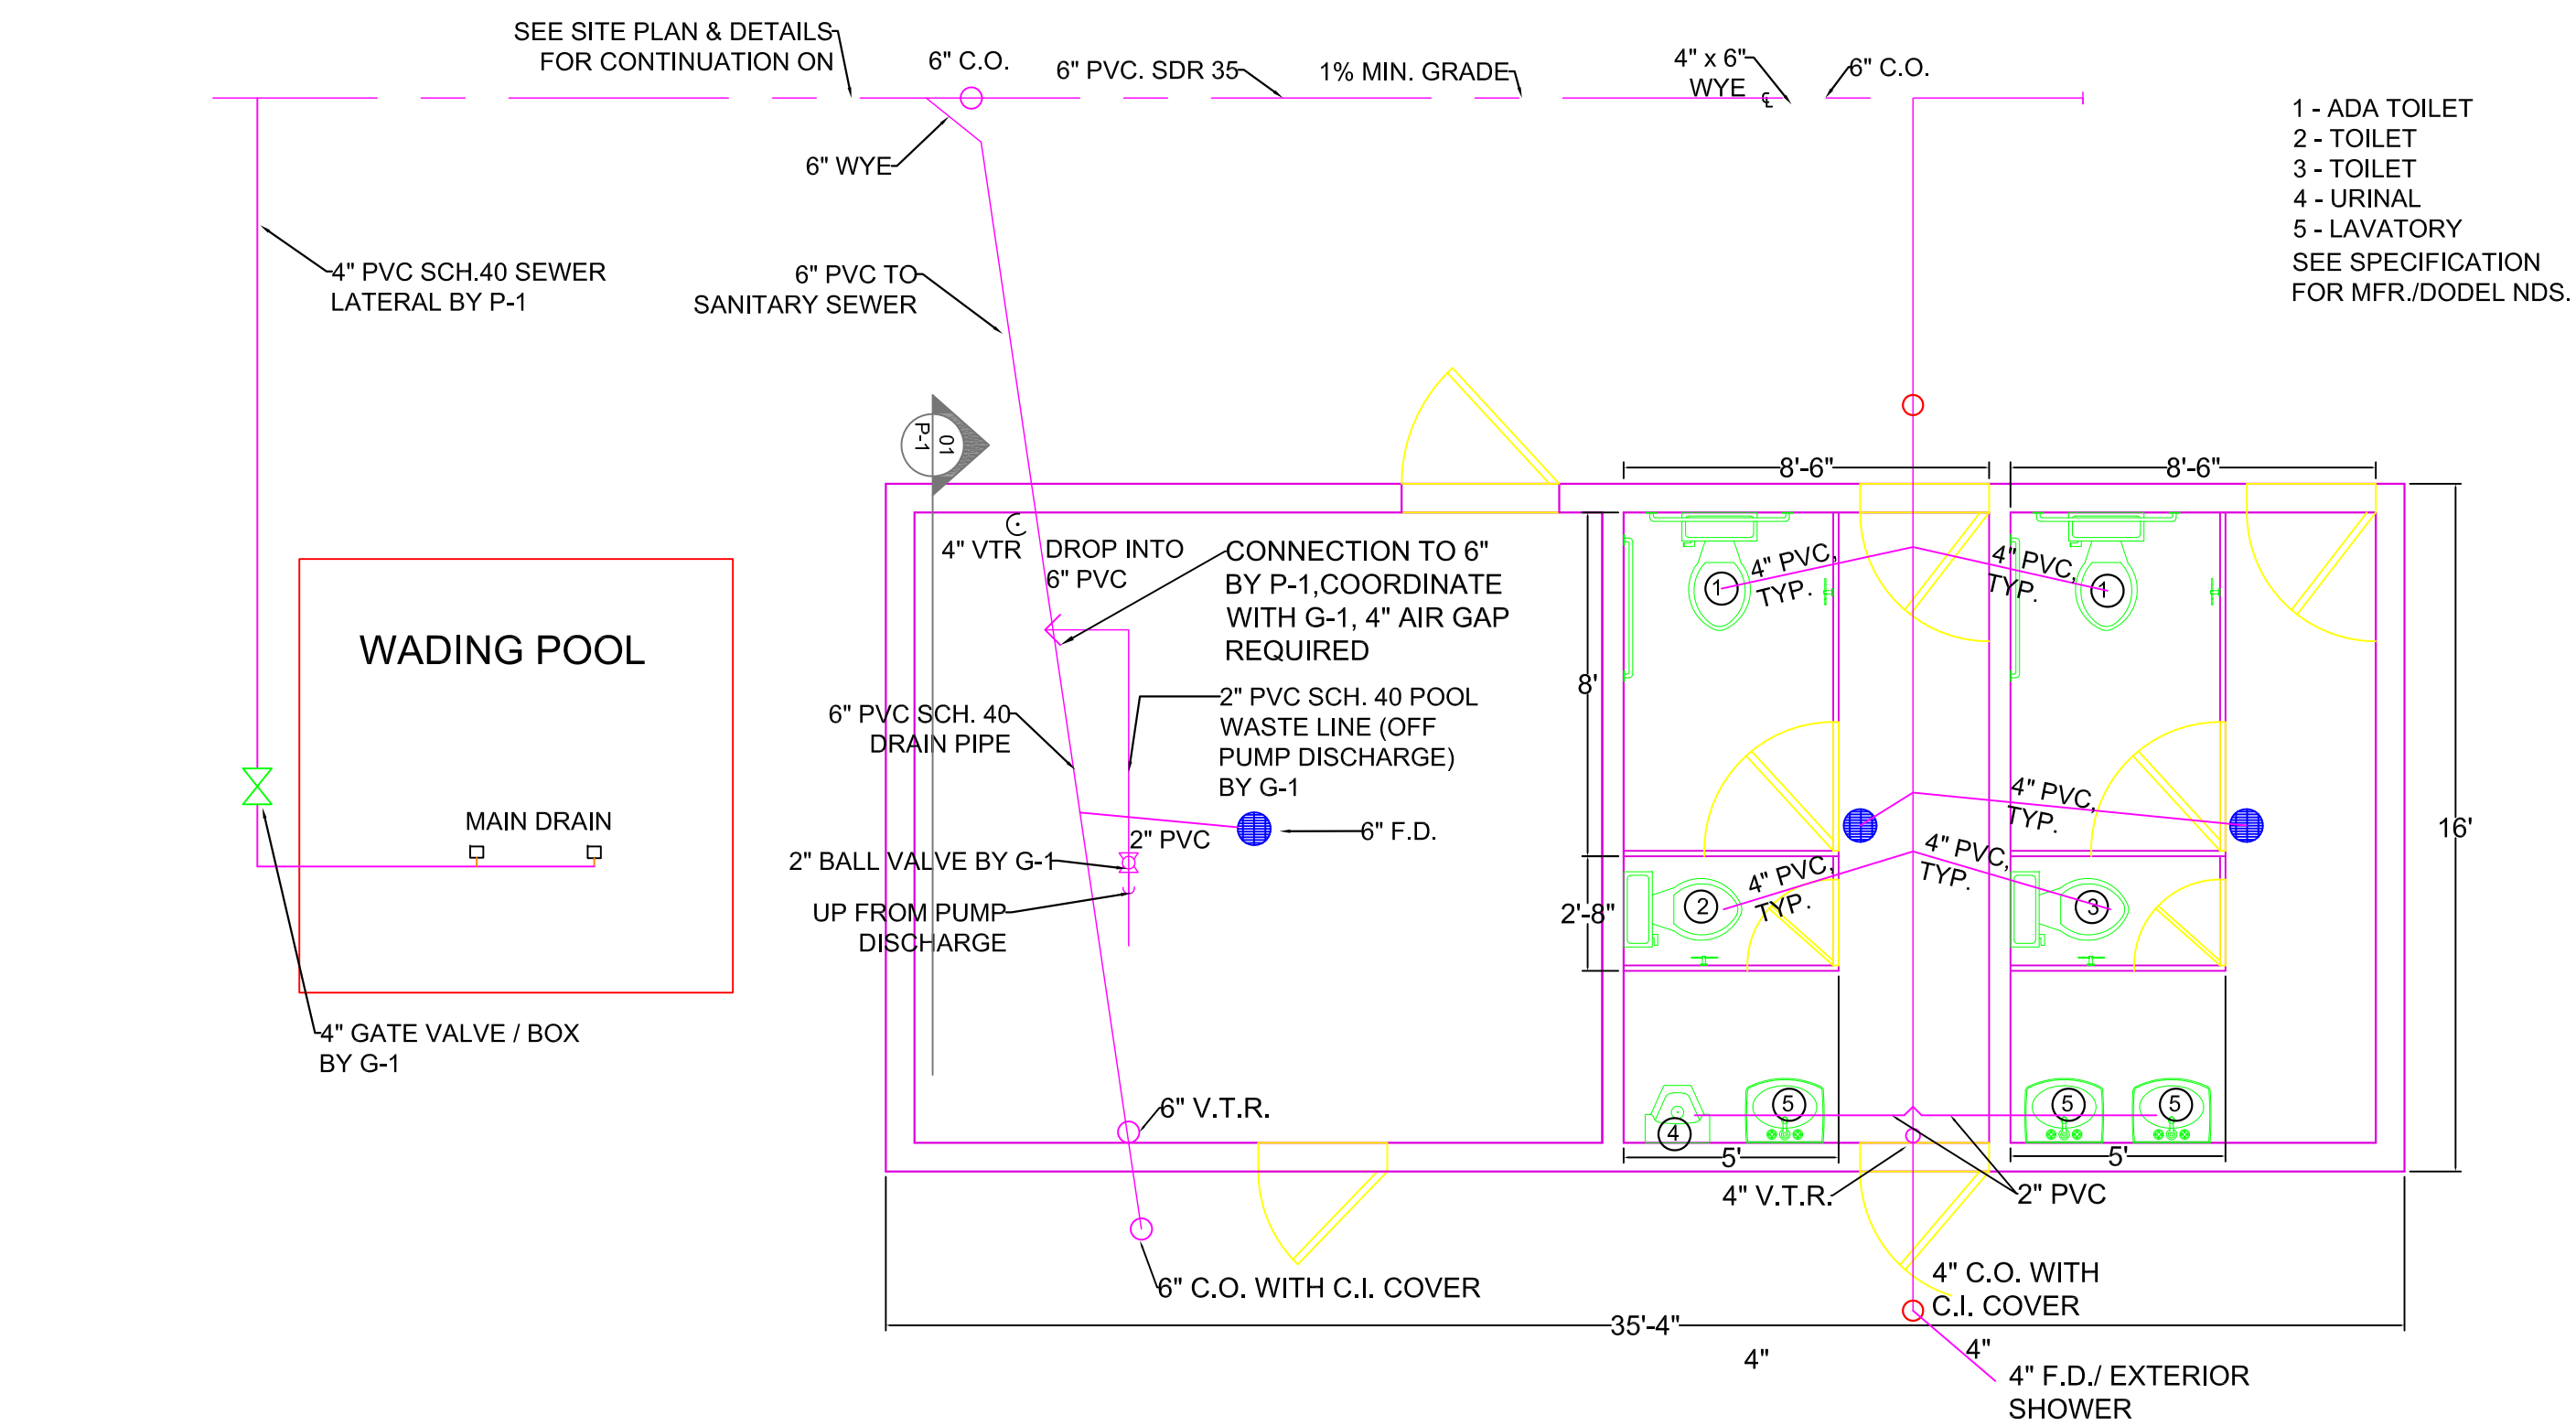 SEE SITE PLAN & DETAILS
FOR CONTINUATION ON
6" C.O.
6" PVC. SDR 35
1% MIN. GRADE
4" x 6"
WYE
6" C.O.
1 - ADA TOILET
2 - TOILET
3 - TOILET
4 - URINAL
5 - LAVATORY
SEE SPECIFICATION
FOR MFR./DODEL NDS.
6" WYE
4" PVC SCH.40 SEWER
LATERAL BY P-1
6" PVC TO
SANITARY SEWER
01
P-1
8'-6"
8'-6"
4" VTR
DROP INTO
6" PVC
CONNECTION TO 6"
BY P-1,COORDINATE
WITH G-1, 4" AIR GAP
REQUIRED
4" PVC,
TYP.
4" PVC,
TYP.
1
1
WADING POOL
8'
6" PVC SCH. 40
DRAIN PIPE
2" PVC SCH. 40 POOL
WASTE LINE (OFF
PUMP DISCHARGE)
BY G-1
4" PVC,
TYP.
16'
MAIN DRAIN
2" PVC
6" F.D.
2" BALL VALVE BY G-1
4" PVC,
TYP.
4" PVC,
TYP.
UP FROM PUMP
DISCHARGE
2'-8"
2
3
4" GATE VALVE / BOX
BY G-1
6" V.T.R.
4
5
5
5
5'
5'
4" V.T.R.
2" PVC
6" C.O. WITH C.I. COVER
4" C.O. WITH
C.I. COVER
35'-4"
4"
4"
4" F.D./ EXTERIOR
SHOWER